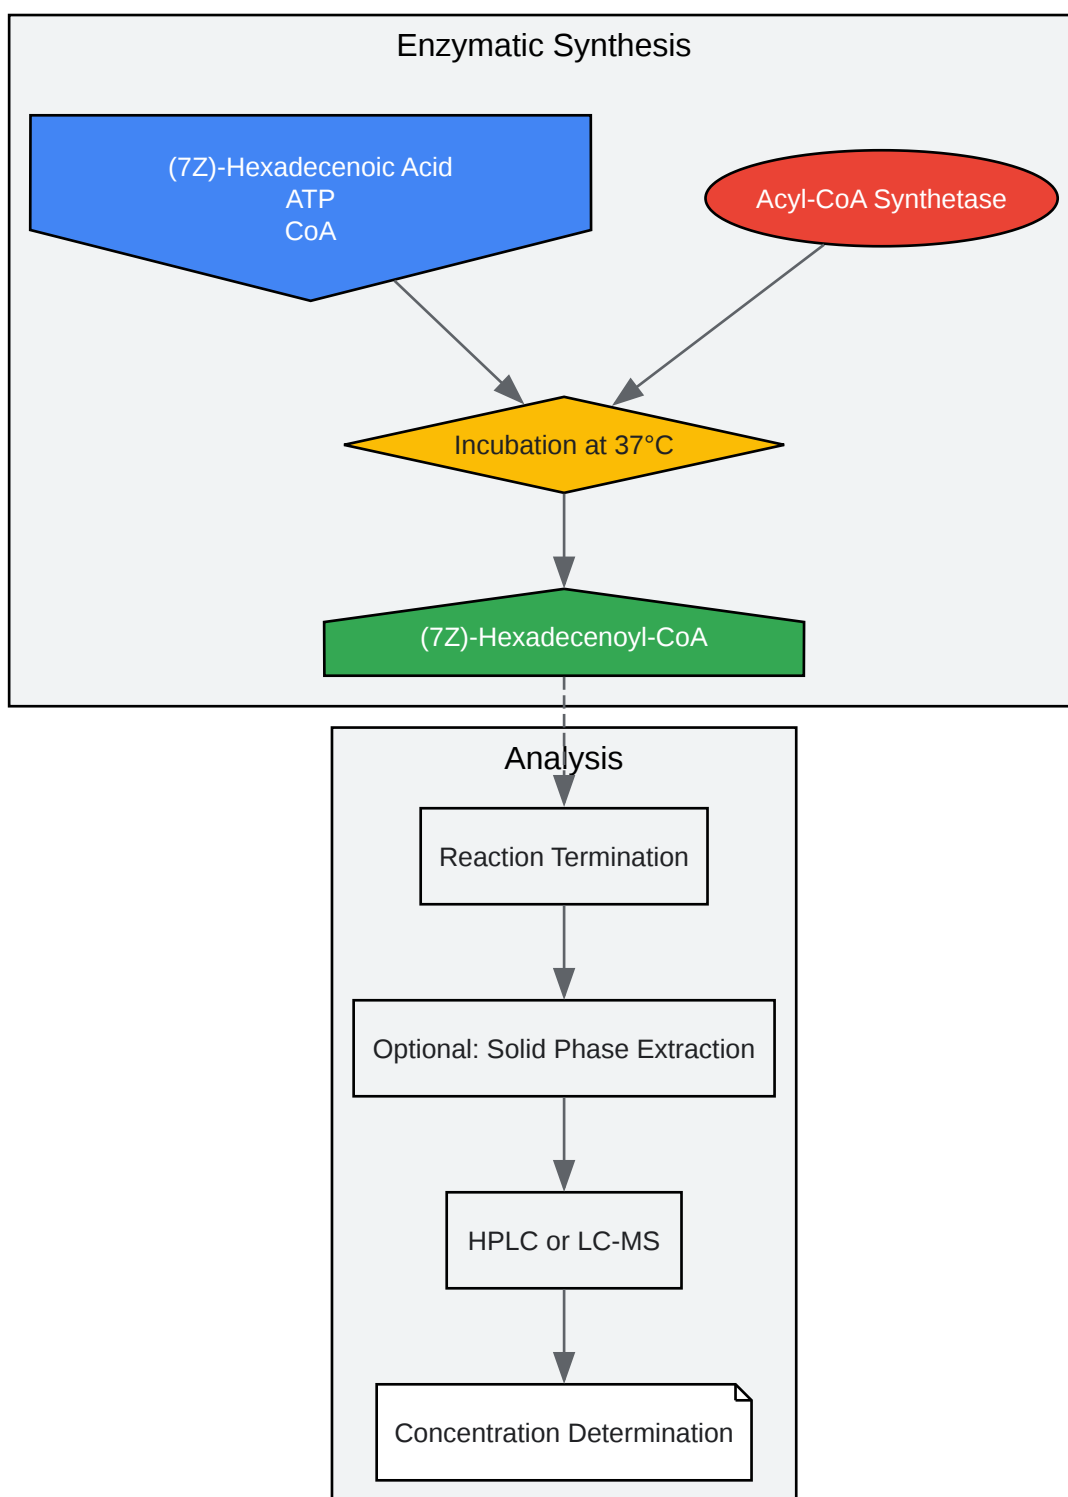 Enzymatic Synthesis
(7Z)-Hexadecenoic Acid
ATP
CoA
Acyl-CoA Synthetase
Incubation at 37°C
(7Z)-Hexadecenoyl-CoA
Analysis
Reaction Termination
Optional: Solid Phase Extraction
HPLC or LC-MS
Concentration Determination